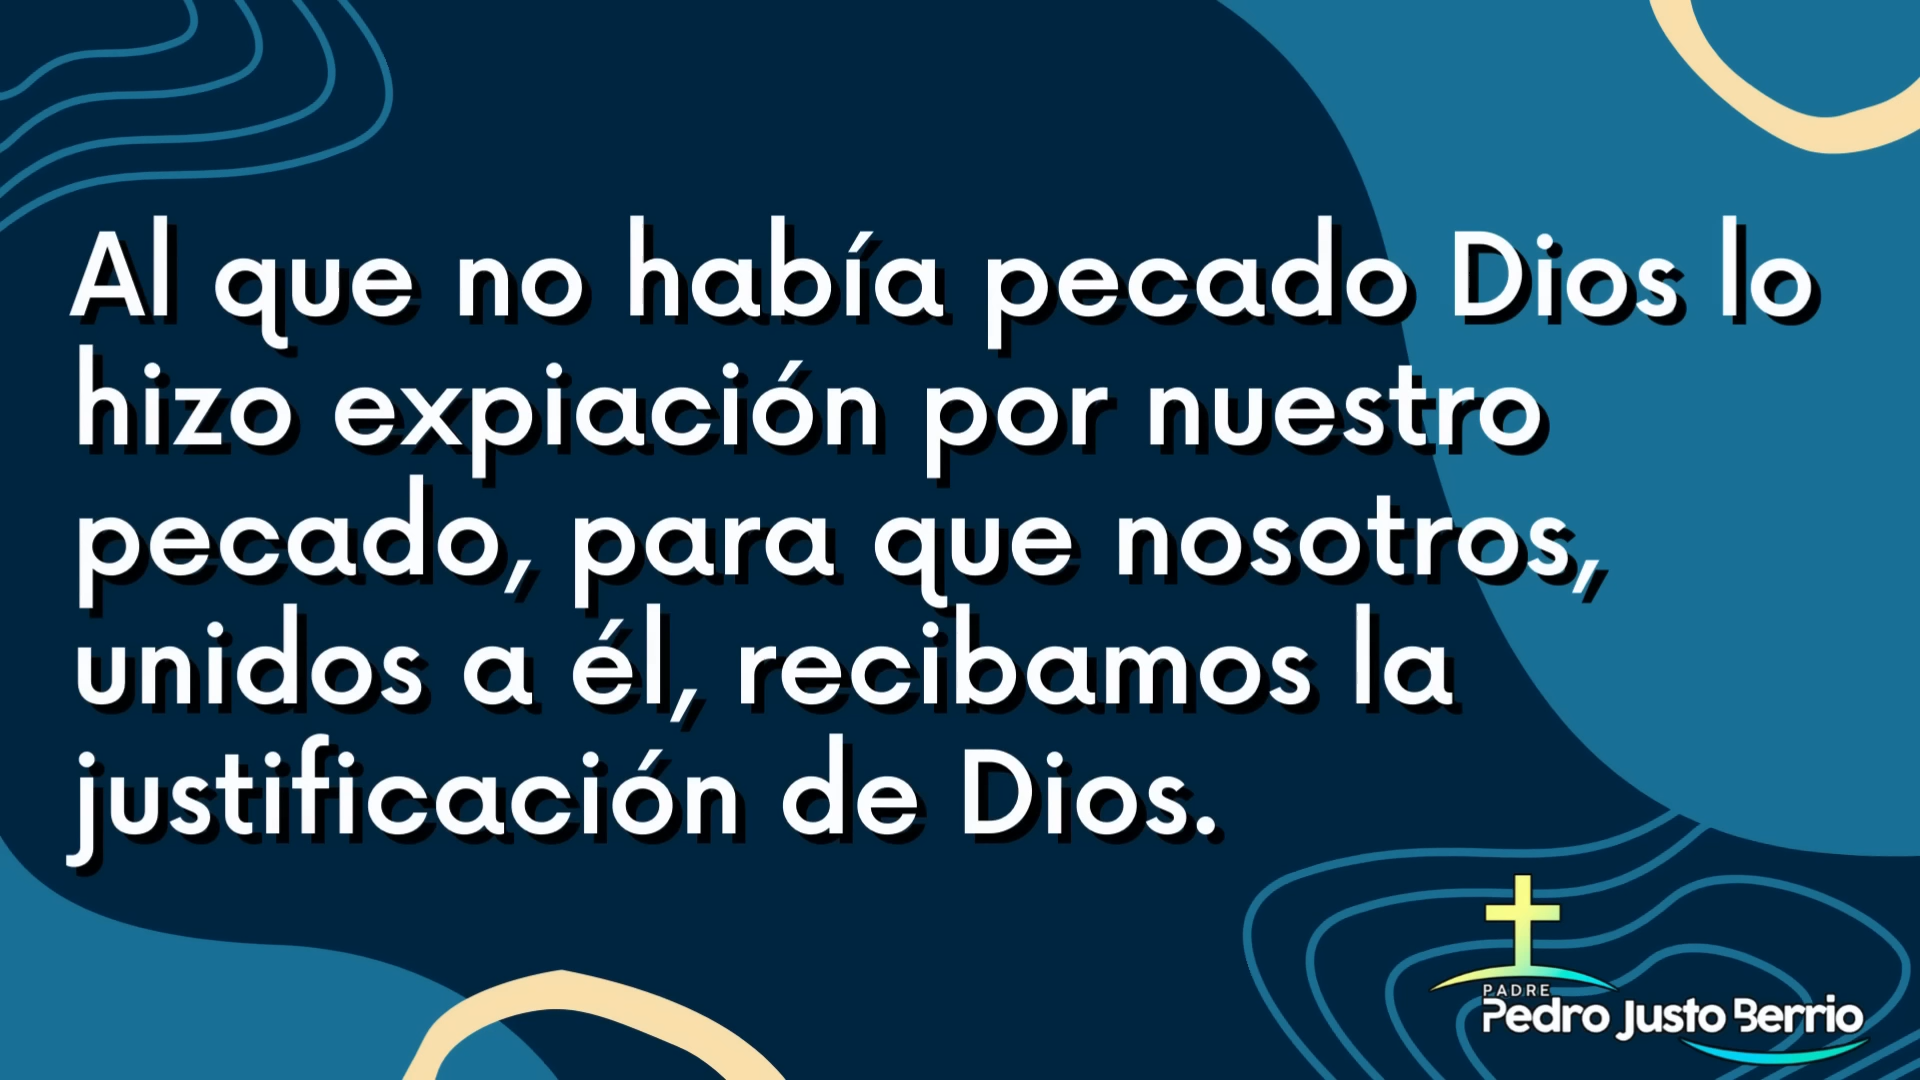 Al que no había pecado Dios lo
hizo expiación por nuestro
pecado, para que nosotros,
unidos a él, recibamos la
justificación de Dios.
PADRE
Pedro Justo Berrio